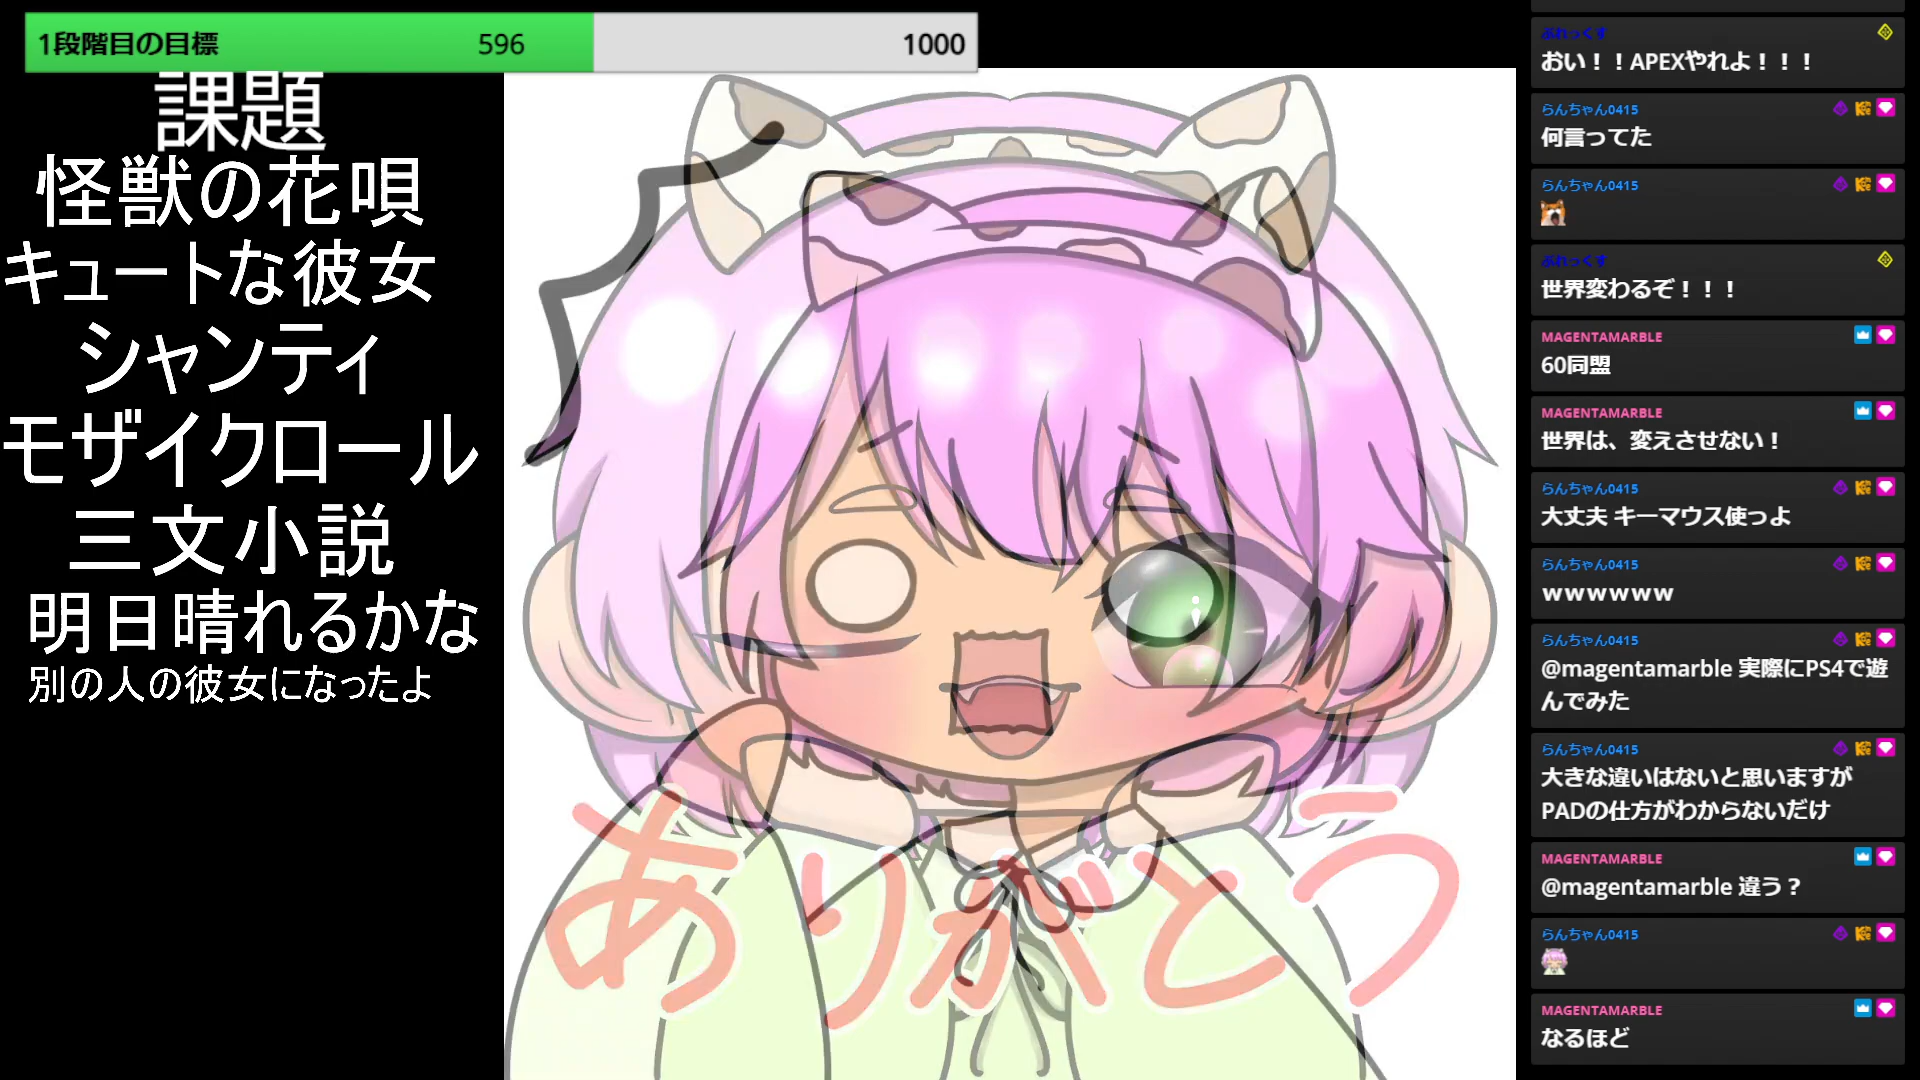 1段階目の目標 596 1000
課題
怪獣の花唄
キュートな彼女
シャンティ
モザイクロール
三文小説
明日晴れるかな
別の人の彼女になったよ
ありがとう
ぷれっくす
おい！！APEXやれよ！！！
らんちゃん0415
何言ってた
らんちゃん0415
ぷれっくす
世界変わるぞ！！！
MAGENTAMARBLE
60同盟
MAGENTAMARBLE
世界は、変えさせない！
らんちゃん0415
大丈夫 キーマウス使っよ
らんちゃん0415
wwwwww
らんちゃん0415
@magentamarble 実際にPS4で遊
んでみた
らんちゃん0415
大きな違いはないと思いますが
PADの仕方がわからないだけ
MAGENTAMARBLE
@magentamarble 違う？
らんちゃん0415
MAGENTAMARBLE
なるほど